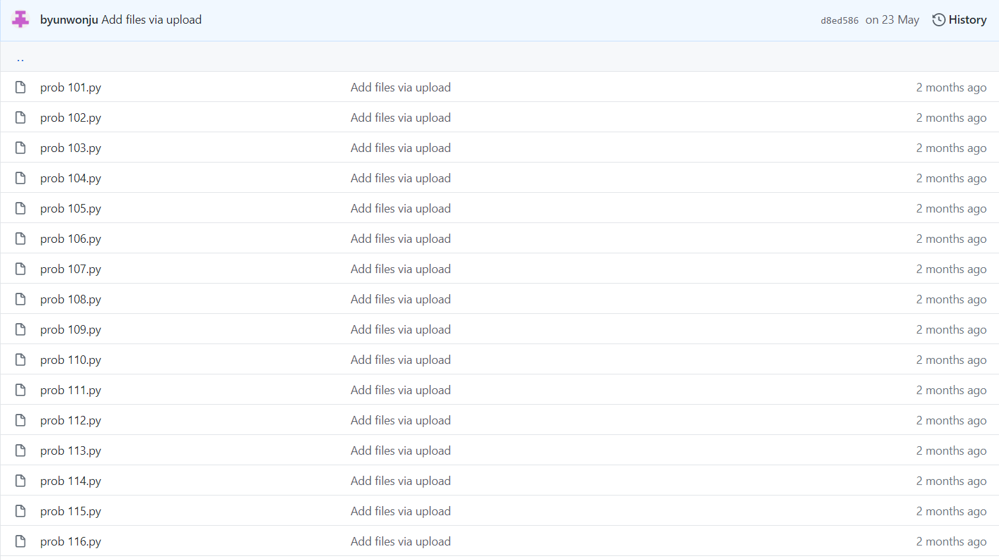 byunwonju Add files via upload d8ed586 on 23 May History
..
prob 101.py Add files via upload 2 months ago
prob 102.py Add files via upload 2 months ago
prob 103.py Add files via upload 2 months ago
prob 104.py Add files via upload 2 months ago
prob 105.py Add files via upload 2 months ago
prob 106.py Add files via upload 2 months ago
prob 107.py Add files via upload 2 months ago
prob 108.py Add files via upload 2 months ago
prob 109.py Add files via upload 2 months ago
prob 110.py Add files via upload 2 months ago
prob 111.py Add files via upload 2 months ago
prob 112.py Add files via upload 2 months ago
prob 113.py Add files via upload 2 months ago
prob 114.py Add files via upload 2 months ago
prob 115.py Add files via upload 2 months ago
prob 116.py Add files via upload 2 months ago